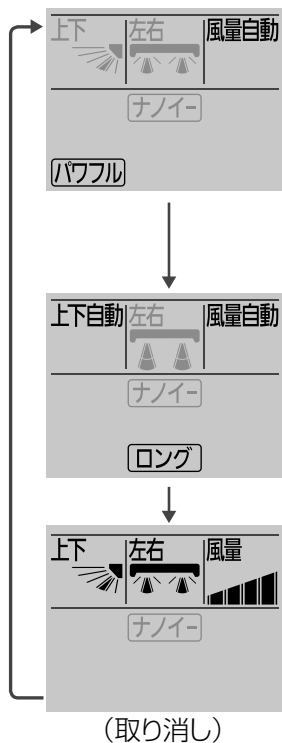 上下 左右 風量自動
ナノイー
パワフル
上下自動 左右 風量自動
ナノイー
ロング
上下 左右 風量
ナノイー
(取り消し)